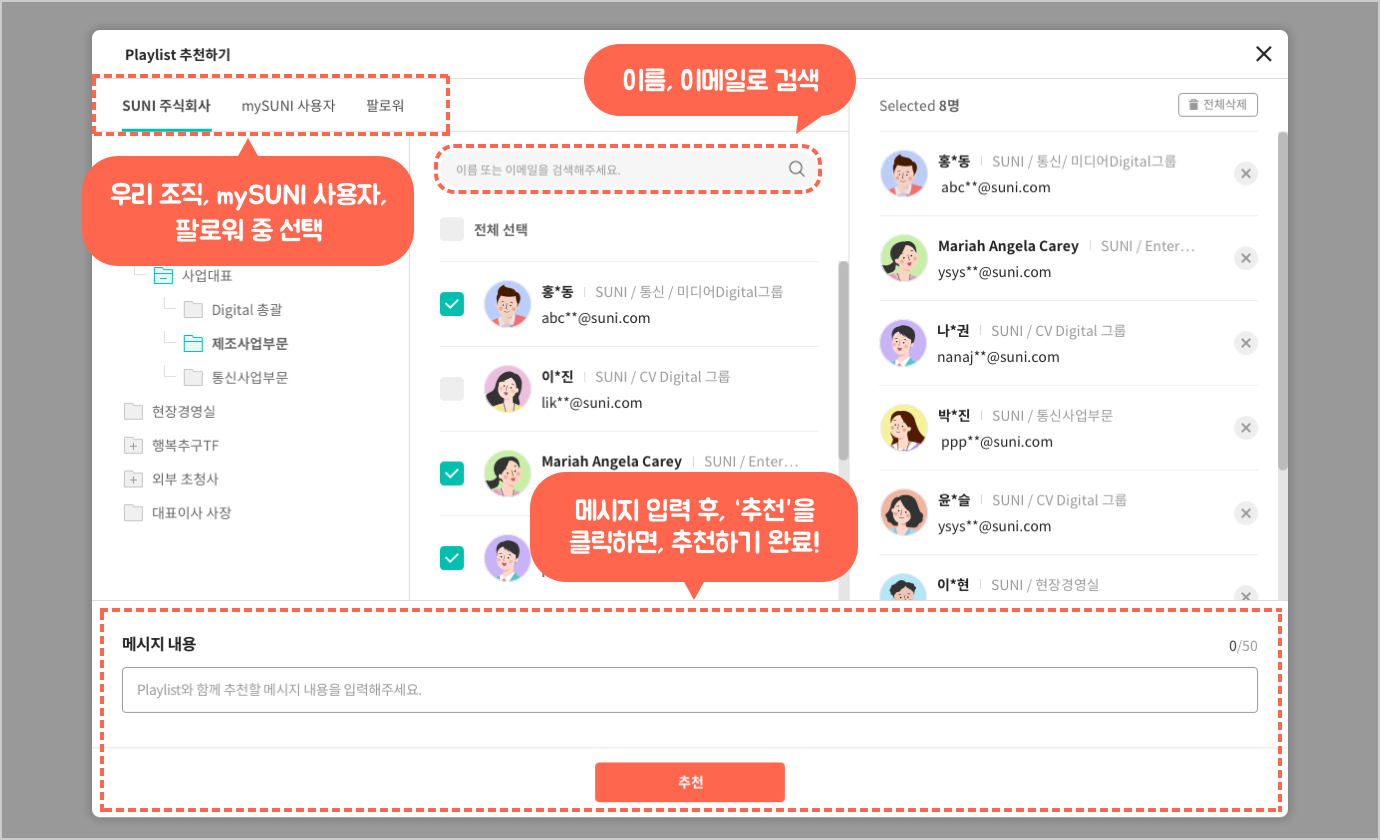 Playlist 추천하기
SUNI 주식회사
mySUNI 사용자
팔로워
이름, 이메일로 검색
우리 조직, mySUNI 사용자,
팔로워 중 선택
사업대표
Digital 총괄
제조사업부문
통신사업부문
현장경영실
행복추구TF
외부 초청사
대표이사 사장
이름 또는 이메일을 검색해주세요.
전체 선택
홍*동 SUNI / 통신 / 미디어Digital그룹
abc**@suni.com
이*진 SUNI / CV Digital 그룹
lik**@suni.com
Mariah Angela Carey SUNI / Enter…
메시지 입력 후, ‘추천’을
클릭하면, 추천하기 완료!
Selected 8명
전체삭제
홍*동 SUNI / 통신/ 미디어Digital그룹
abc**@suni.com
Mariah Angela Carey SUNI / Enter…
ysys**@suni.com
나*권 SUNI / CV Digital 그룹
nanaj**@suni.com
박*진 SUNI / 통신사업부문
ppp**@suni.com
윤*슬 SUNI / CV Digital 그룹
ysys**@suni.com
이*현 SUNI / 현장경영실
메시지 내용
0/50
Playlist와 함께 추천할 메시지 내용을 입력해주세요.
추천